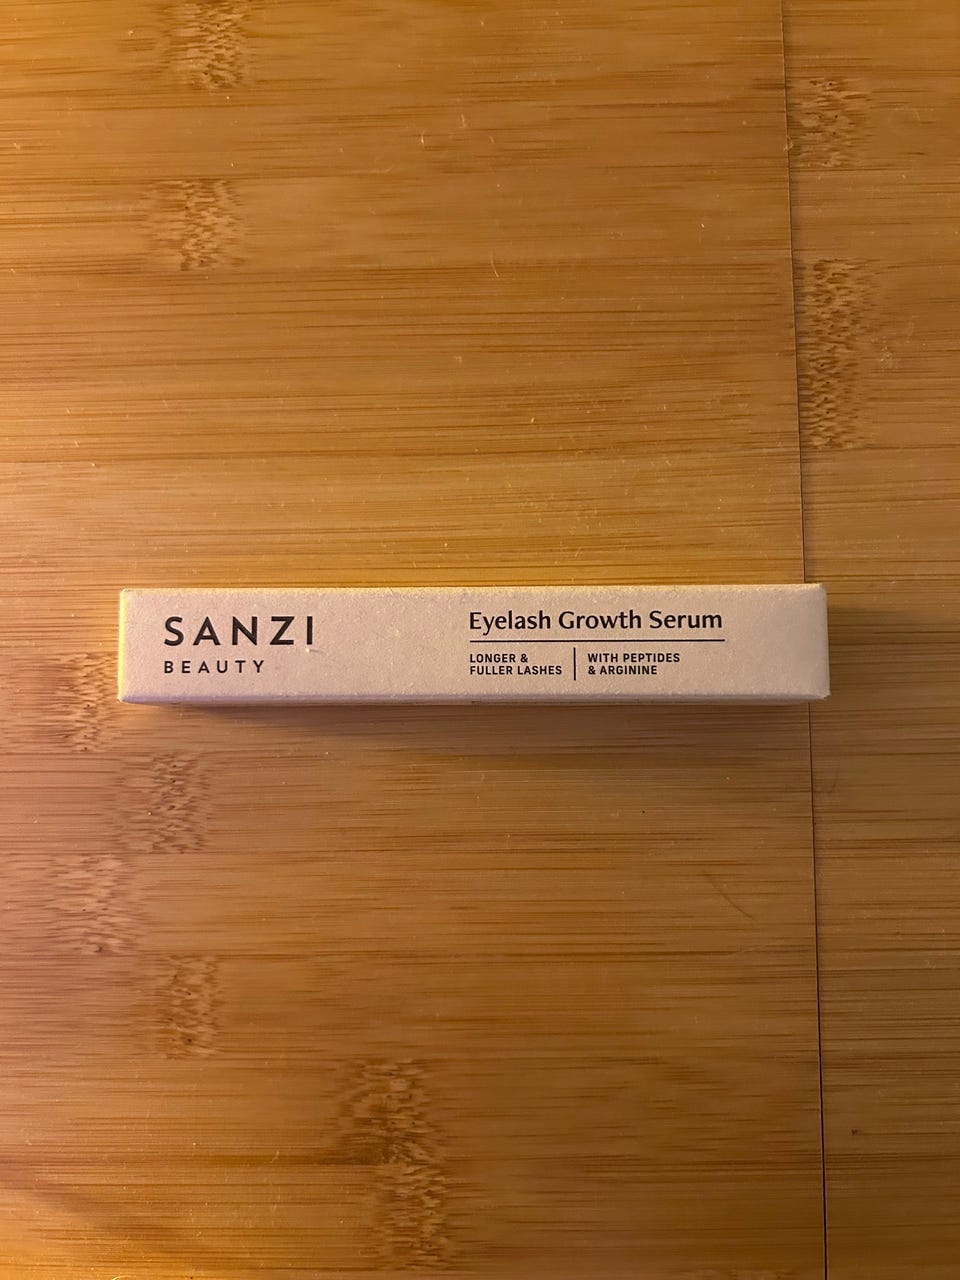 SANZI
BEAUTY
Eyelash Growth Serum
LONGER &
FULLER LASHES
WITH PEPTIDES
& ARGININE